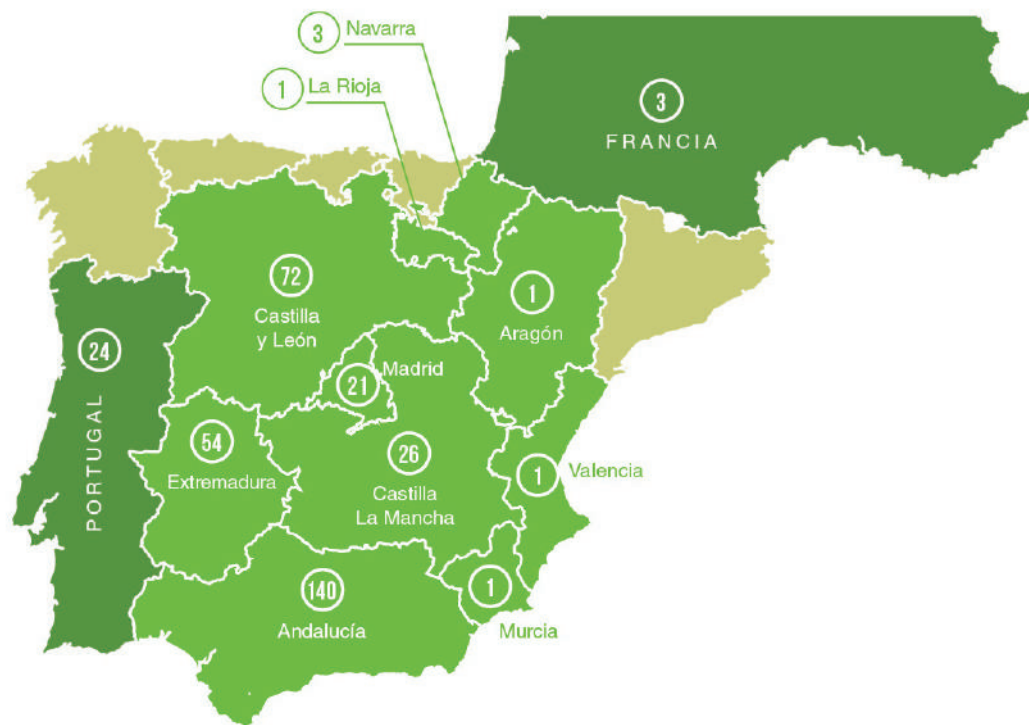 3 Navarra
1 La Rioja
3
FRANCIA
72
Castilla
y León
1
Aragón
24
PORTUGAL
Madrid
21
54
Extremadura
26
Castilla
La Mancha
1 Valencia
140
Andalucía
1
Murcia